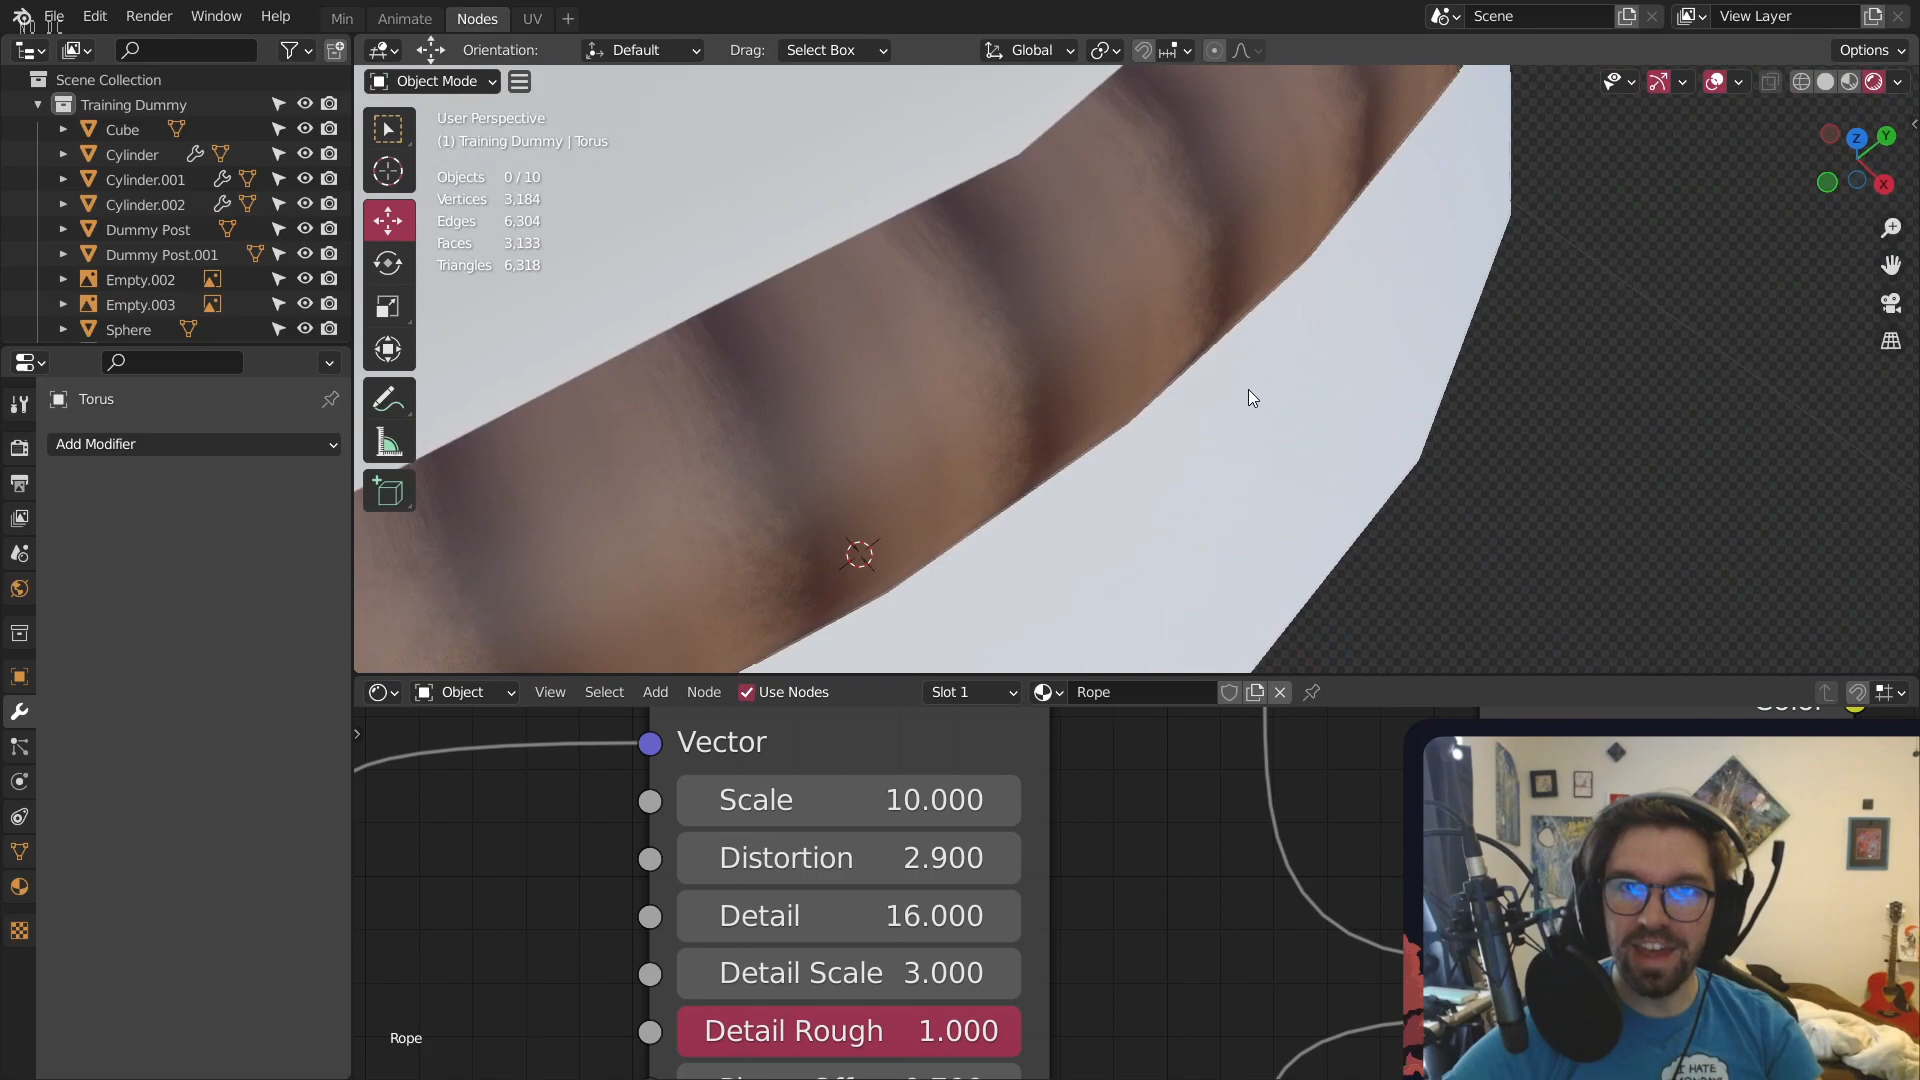 File Edit Render Window Help Min Animate Nodes UV Scene View Layer
Orientation: Default Drag: Select Box Global Options
Object Mode
Scene Collection
Training Dummy
Cube
Cylinder
Cylinder.001
Cylinder.002
Dummy Post
Dummy Post.001
Empty.002
Empty.003
Sphere
User Perspective
(1) Training Dummy | Torus
Objects 0 / 10
Vertices 3,184
Edges 6,304
Faces 3,133
Triangles 6,318
Z
Y
X
Torus
Add Modifier
Object View Select Add Node Use Nodes Slot 1 Rope
Vector
Scale 10.000
Distortion 2.900
Detail 16.000
Detail Scale 3.000
Detail Rough 1.000
Rope
I HATE